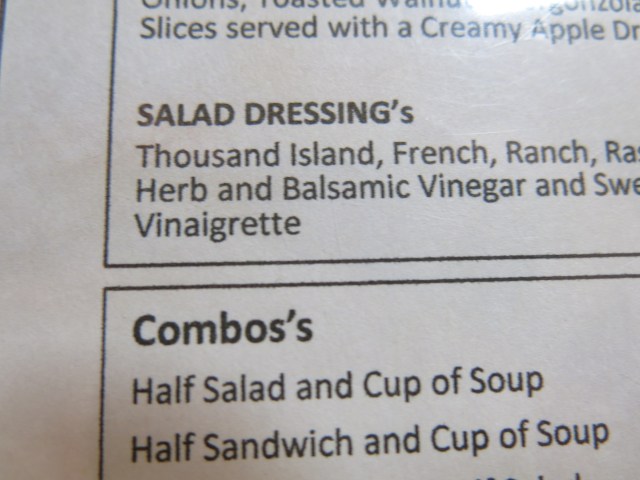 Slices served with a Creamy Apple
SALAD DRESSING's
Thousand Island, French, Ranch,
Herb and Balsamic Vinegar and
Vinaigrette
Combos's
Half Salad and Cup of Soup
Half Sandwich and Cup of Soup